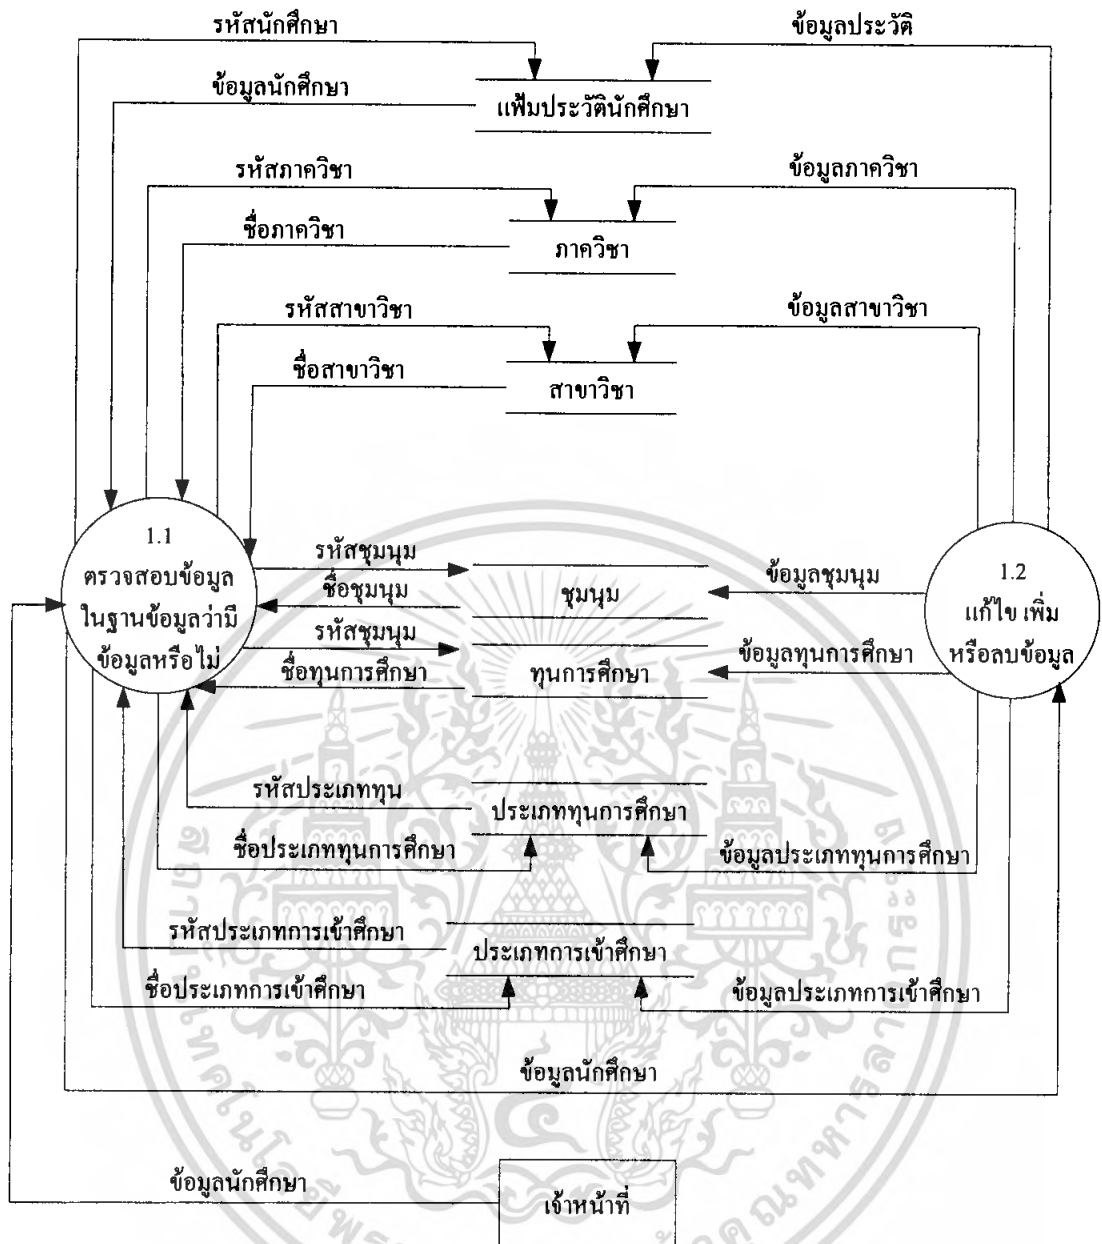 รหัสนักศึกษา
ข้อมูลประวัติ
ข้อมูลนักศึกษา
แฟ้มประวัตินักศึกษา
รหัสภาควิชา
ข้อมูลภาควิชา
ชื่อภาควิชา
ภาควิชา
รหัสสาขาวิชา
ข้อมูลสาขาวิชา
ชื่อสาขาวิชา
สาขาวิชา
1.1
ตรวจสอบข้อมูล
ในฐานข้อมูลว่ามี
ข้อมูลหรือไม่
รหัสชุมนุม
ชื่อชุมนุม
ชุมนุม
ข้อมูลชุมนุม
รหัสชุมนุม
ชื่อทุนการศึกษา
ทุนการศึกษา
ข้อมูลทุนการศึกษา
1.2
แก้ไข เพิ่ม
หรือลบข้อมูล
รหัสประเภททุน
ประเภททุนการศึกษา
ชื่อประเภททุนการศึกษา
ข้อมูลประเภททุนการศึกษา
รหัสประเภทการเข้าศึกษา
ประเภทการเข้าศึกษา
ชื่อประเภทการเข้าศึกษา
ข้อมูลประเภทการเข้าศึกษา
ข้อมูลนักศึกษา
ข้อมูลนักศึกษา
เจ้าหน้าที่